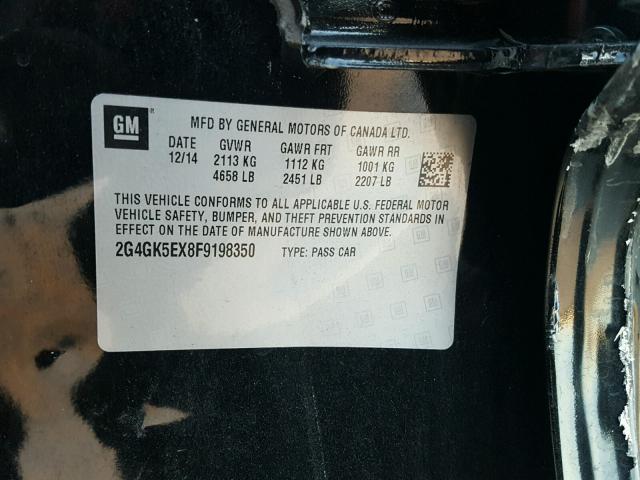 GM
MFD BY GENERAL MOTORS OF CANADA LTD.
DATE GVWR GAWR FRT GAWR RR
12/14 2113 KG 1112 KG 1001 KG
4658 LB 2451 LB 2207 LB
THIS VEHICLE CONFORMS TO ALL APPLICABLE U.S. FEDERAL MOTOR
VEHICLE SAFETY, BUMPER, AND THEFT PREVENTION STANDARDS IN
EFFECT ON THE DATE OF MANUFACTURE SHOWN ABOVE.
2G4GK5EX8F9198350 TYPE: PASS CAR